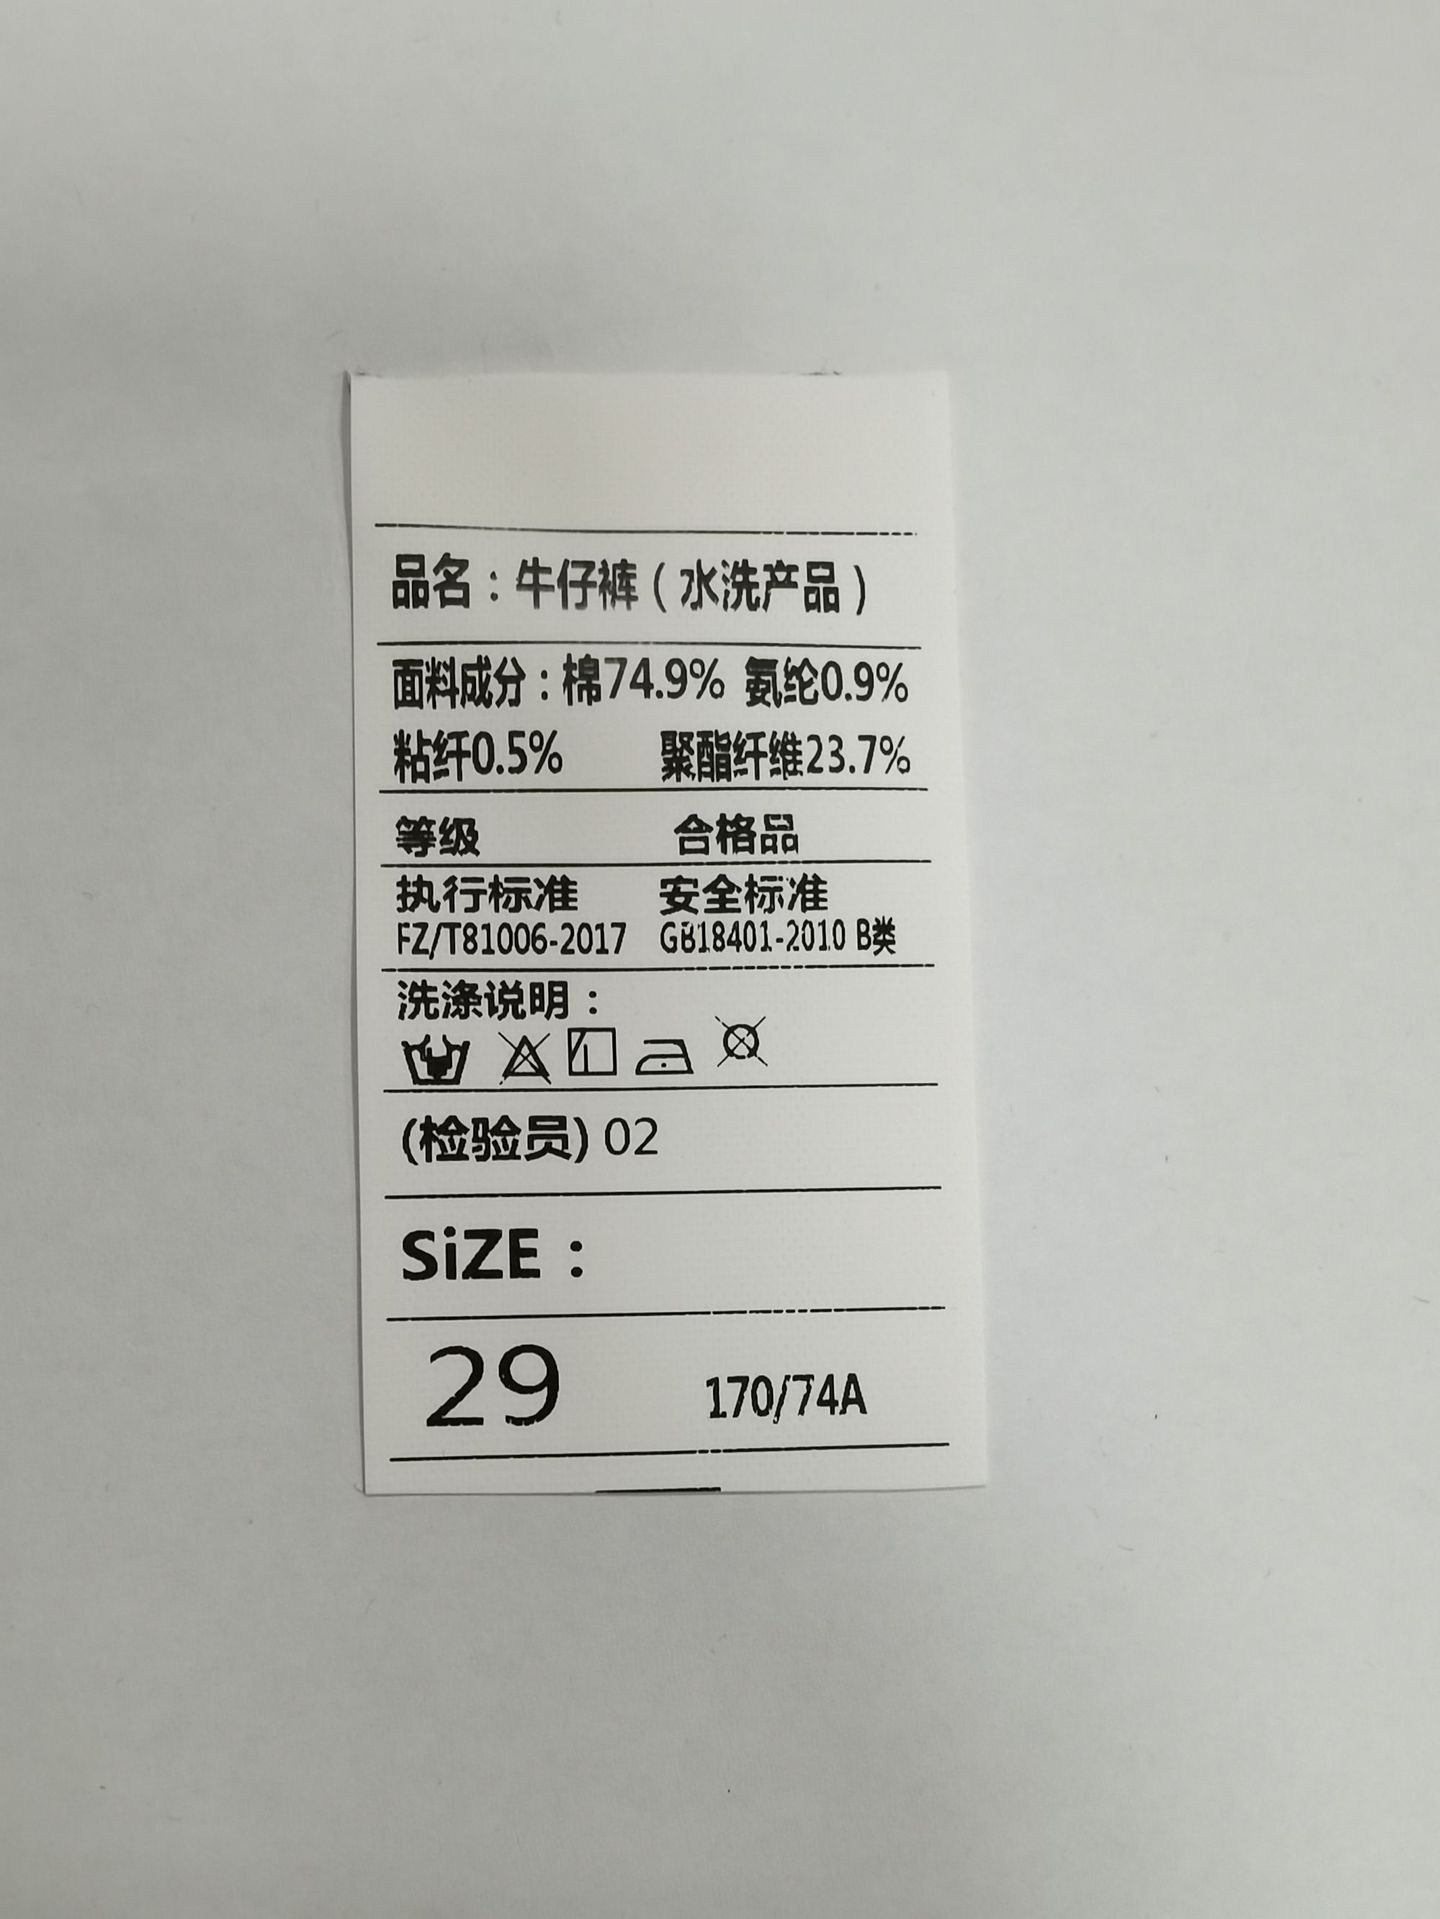 品名：牛仔裤（水洗产品）
面料成分：棉74.9% 氨纶0.9%
粘纤0.5% 聚酯纤维23.7%
等级 合格品
执行标准 安全标准
FZ/T81006-2017 GB18401-2010 B类
洗涤说明：
(检验员) 02
SiZE：
29 170/74A